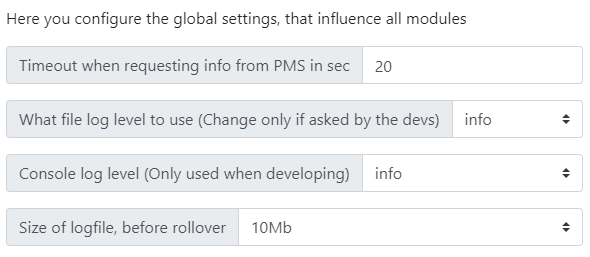 Here you configure the global settings, that influence all modules
Timeout when requesting info from PMS in sec 20
What file log level to use (Change only if asked by the devs) info
Console log level (Only used when developing) info
Size of logfile, before rollover 10Mb